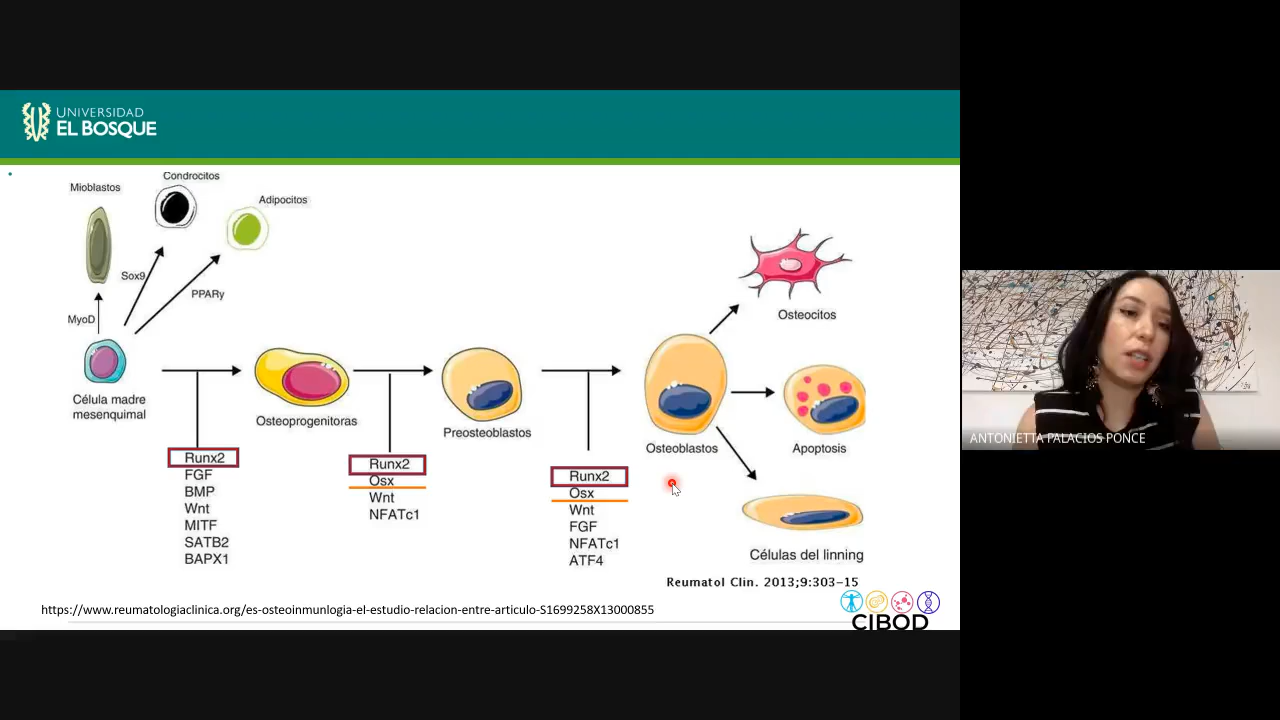 UNIVERSIDAD
EL BOSQUE
Mioblastos
Condrocitos
Adipocitos
Sox9
PPARy
MyoD
Célula madre
mesenquimal
Osteoprogenitoras
Preosteoblastos
Osteoblastos
Osteocitos
Apoptosis
Células del linning
Runx2
FGF
BMP
Wnt
MITF
SATB2
BAPX1
Runx2
Osx
Wnt
NFATc1
Runx2
Osx
Wnt
FGF
NFATc1
ATF4
Reumatol Clin. 2013;9:303–15
https://www.reumatologiaclinica.org/es-osteoinmunlogia-el-estudio-relacion-entre-articulo-S1699258X13000855
CIBOD
ANTONIETTA PALACIOS PONCE